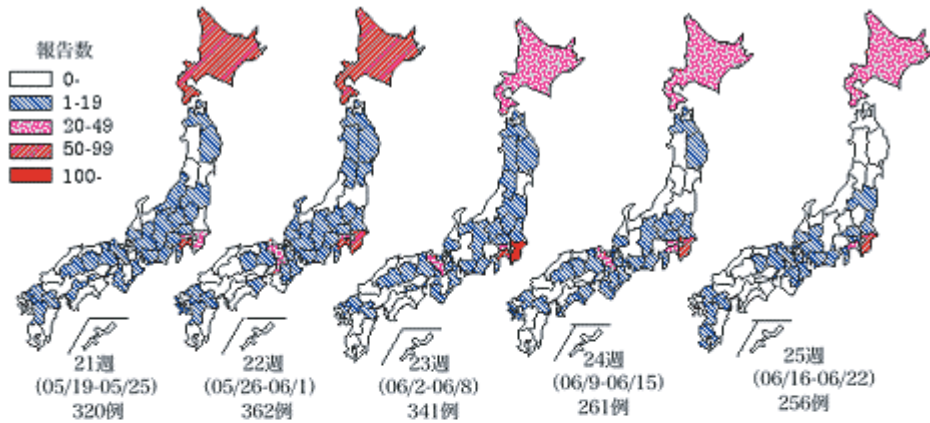 報告数
0-
1-19
20-49
50-99
100-
21週
(05/19-05/25)
320例
22週
(05/26-06/1)
362例
23週
(06/2-06/8)
341例
24週
(06/9-06/15)
261例
25週
(06/16-06/22)
256例